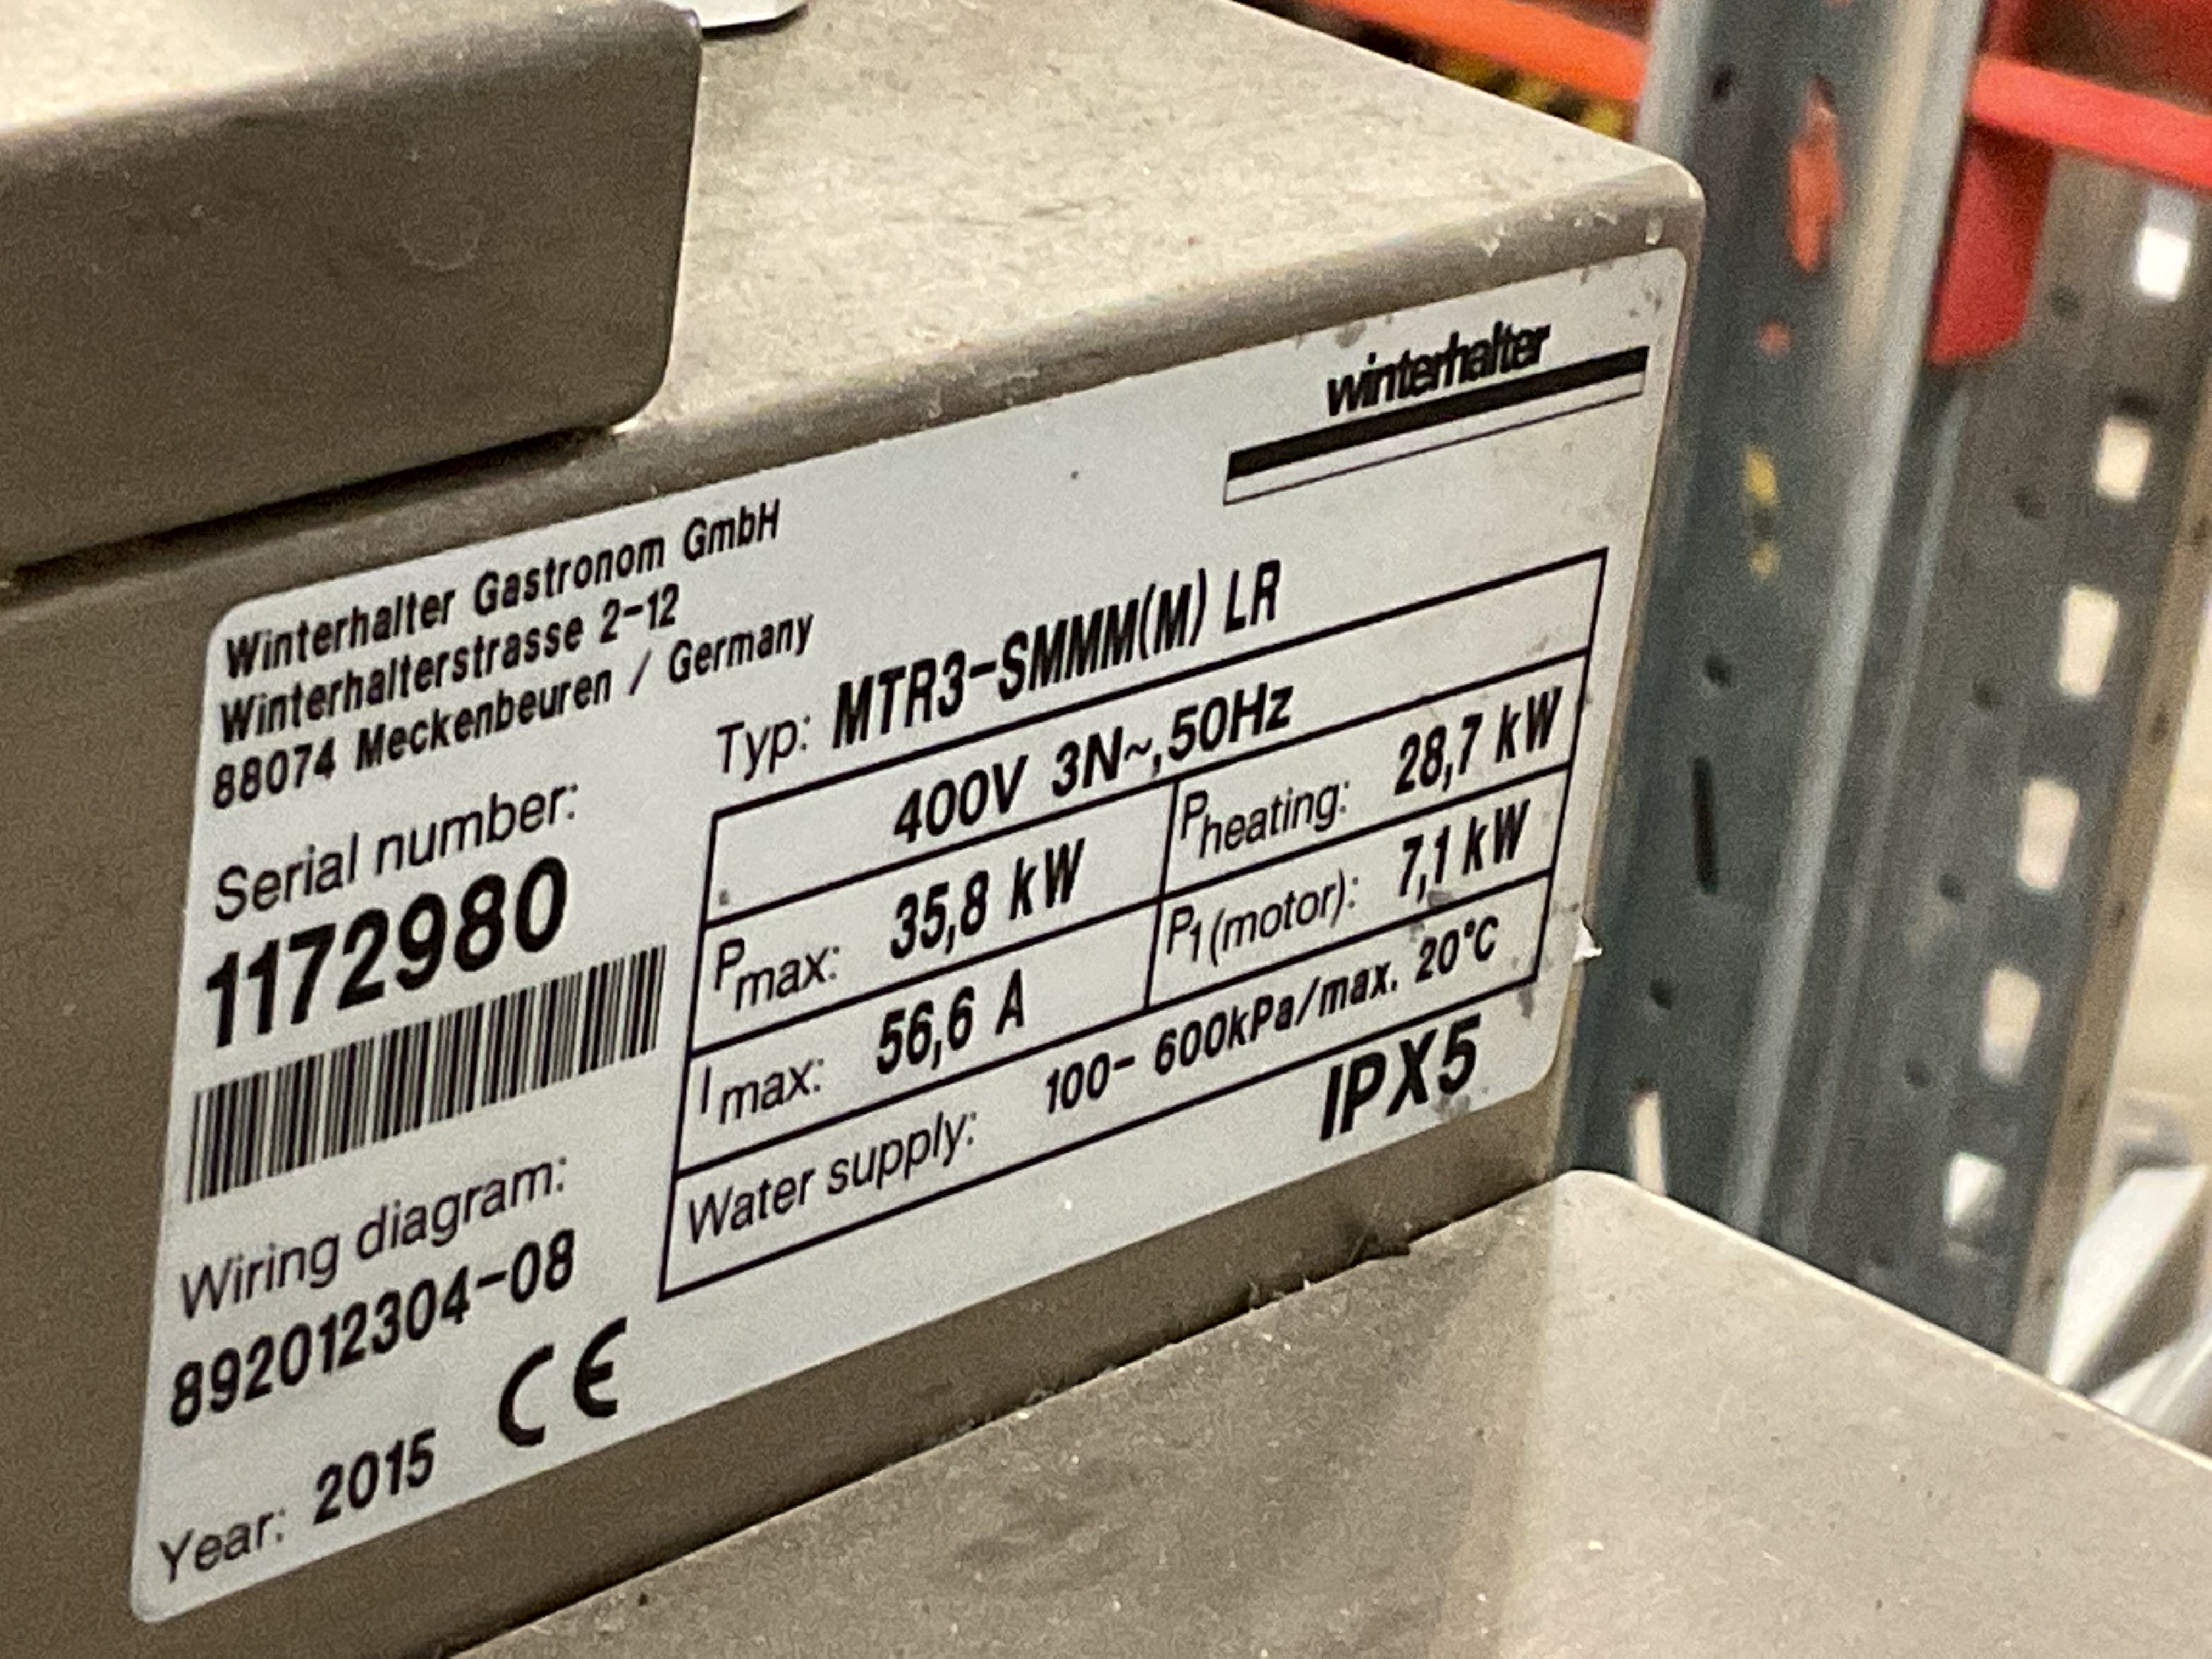 winterhalter
Winterhalter Gastronom GmbH
Winterhalterstrasse 2-12
88074 Meckenbeuren / Germany
Serial number:
1172980
Wiring diagram:
892012304-08
Year: 2015 CE
Typ: MTR3-SMMM(M) LR
400V 3N~,50Hz
Pmax: 35,8 kW Pheating: 28,7 kW
Imax: 56,6 A P1(motor): 7,1 kW
Water supply: 100- 600kPa/max. 20°C
IPX5